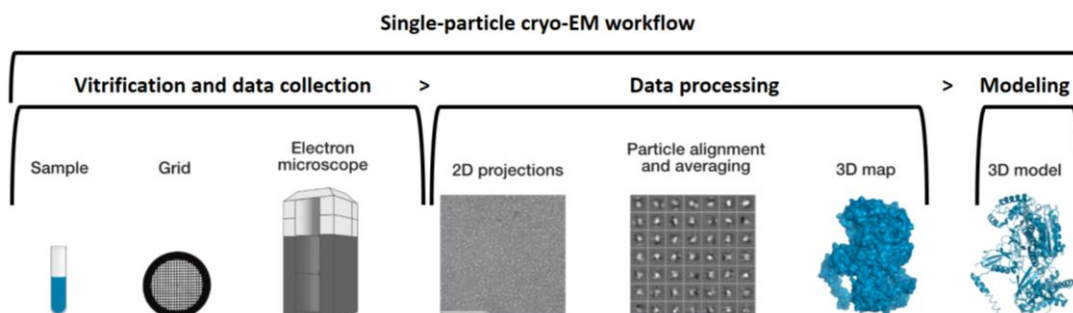 Single-particle cryo-EM workflow
Vitrification and data collection > Data processing > Modeling
Sample
Grid
Electron
microscope
2D projections
Particle alignment
and averaging
3D map
3D model